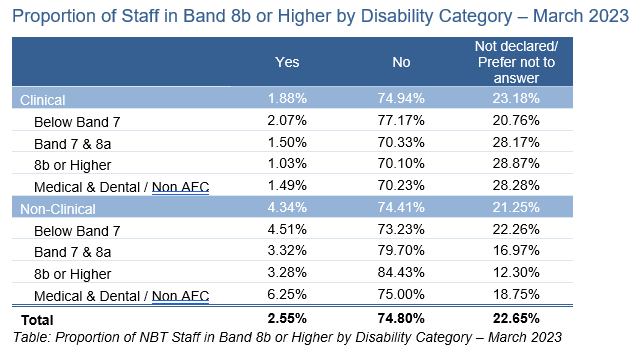 Proportion of Staff in Band 8b or Higher by Disability Category – March 2023
Yes No Not declared/ Prefer not to answer
Clinical 1.88% 74.94% 23.18%
Below Band 7 2.07% 77.17% 20.76%
Band 7 & 8a 1.50% 70.33% 28.17%
8b or Higher 1.03% 70.10% 28.87%
Medical & Dental / Non AFC 1.49% 70.23% 28.28%
Non-Clinical 4.34% 74.41% 21.25%
Below Band 7 4.51% 73.23% 22.26%
Band 7 & 8a 3.32% 79.70% 16.97%
8b or Higher 3.28% 84.43% 12.30%
Medical & Dental / Non AFC 6.25% 75.00% 18.75%
Total 2.55% 74.80% 22.65%
Table: Proportion of NBT Staff in Band 8b or Higher by Disability Category – March 2023